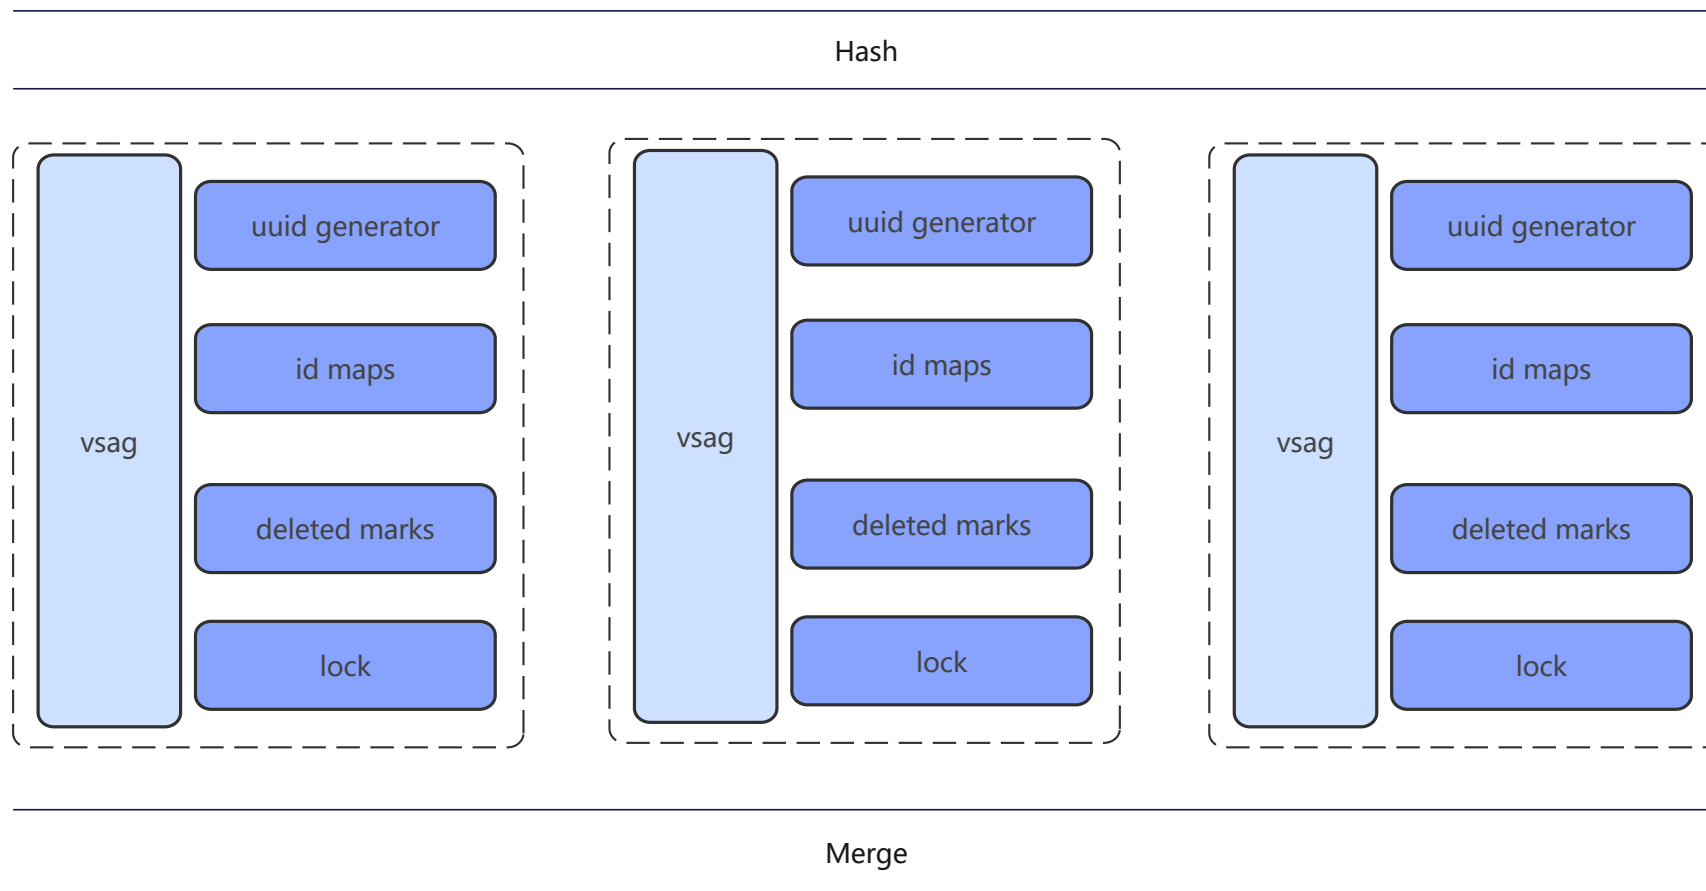 Hash
vsag
uuid generator
id maps
deleted marks
lock
vsag
uuid generator
id maps
deleted marks
lock
vsag
uuid generator
id maps
deleted marks
lock
Merge